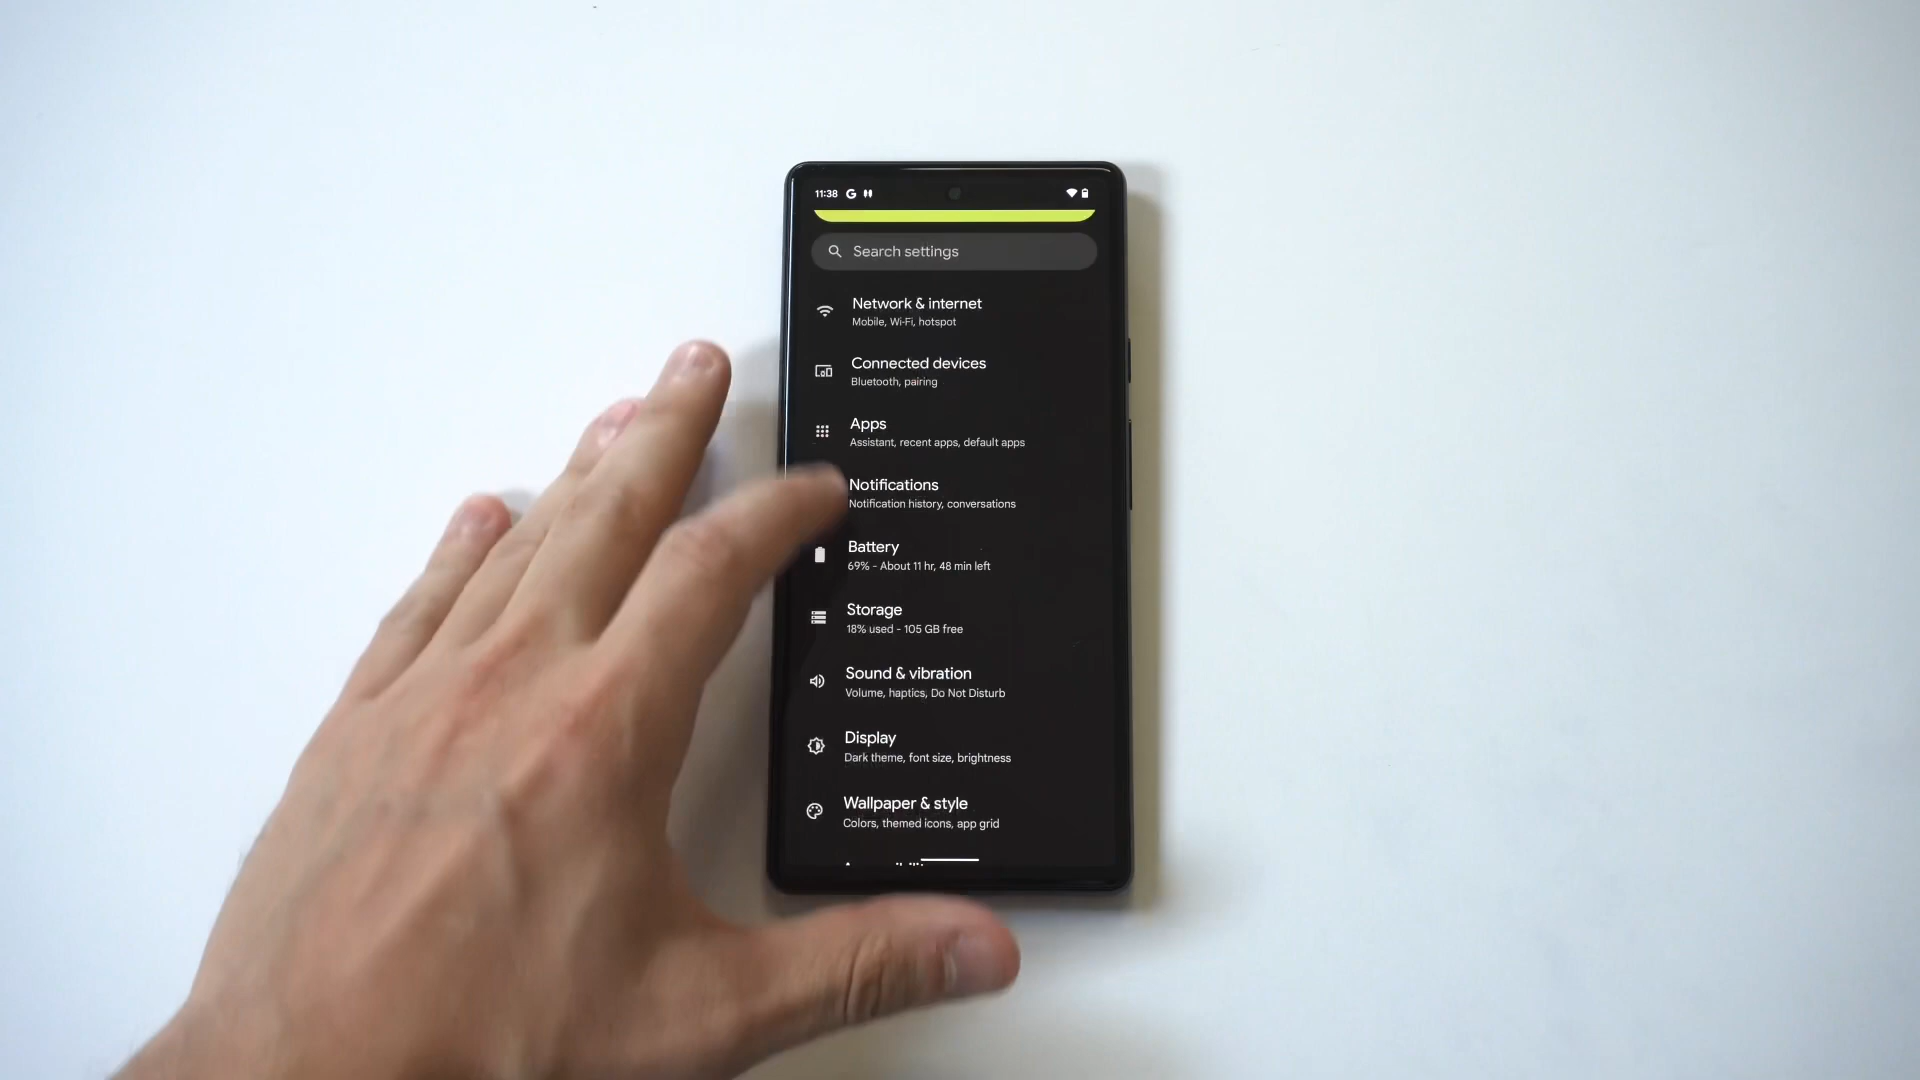 11:38 G
Search settings
Network & internet
Mobile, Wi-Fi, hotspot
Connected devices
Bluetooth, pairing
Apps
Assistant, recent apps, default apps
Notifications
Notification history, conversations
Battery
69% - About 11 hr, 48 min left
Storage
18% used - 105 GB free
Sound & vibration
Volume, haptics, Do Not Disturb
Display
Dark theme, font size, brightness
Wallpaper & style
Colors, themed icons, app grid